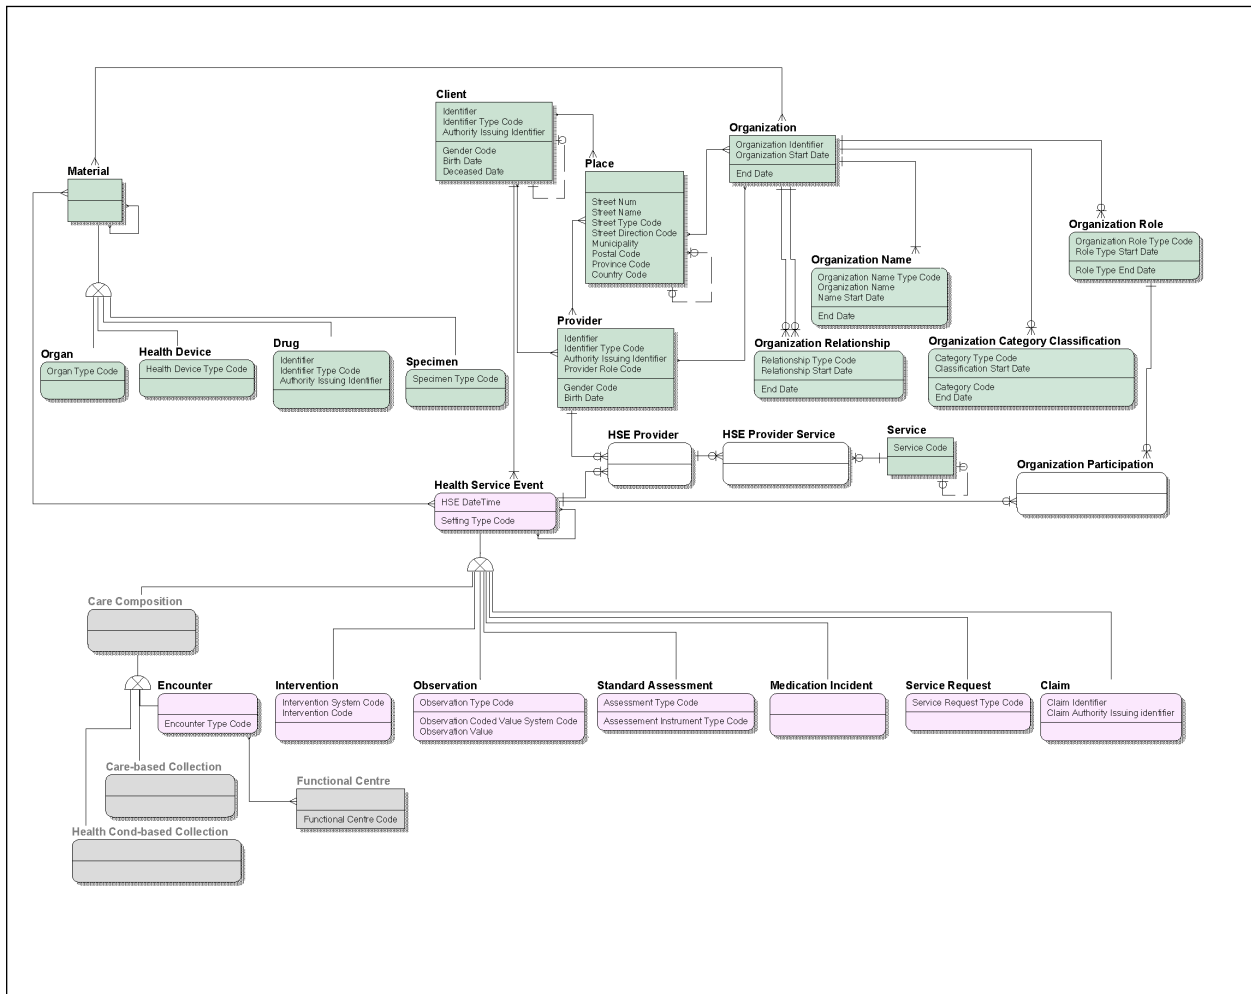 Client
Identifier
Identifier Type Code
Authority Issuing Identifier
Gender Code
Birth Date
Deceased Date
Organization
Organization Identifier
Organization Start Date
End Date
Place
Street Num
Street Name
Street Type Code
Street Direction Code
Municipality
Postal Code
Province Code
Country Code
Material
Organization Role
Organization Role Type Code
Role Type Start Date
Role Type End Date
Organization Name
Organization Name Type Code
Organization Name
Name Start Date
End Date
Provider
Identifier
Identifier Type Code
Authority Issuing Identifier
Provider Role Code
Gender Code
Birth Date
Organization Relationship
Relationship Type Code
Relationship Start Date
End Date
Organization Category Classification
Category Type Code
Classification Start Date
Category Code
End Date
Organ
Organ Type Code
Health Device
Health Device Type Code
Drug
Identifier
Identifier Type Code
Authority Issuing Identifier
Specimen
Specimen Type Code
HSE Provider
HSE Provider Service
Service
Service Code
Organization Participation
Health Service Event
HSE DateTime
Setting Type Code
Care Composition
Encounter
Encounter Type Code
Intervention
Intervention System Code
Intervention Code
Observation
Observation Type Code
Observation Coded Value System Code
Observation Value
Standard Assessment
Assessment Type Code
Assessement Instrument Type Code
Medication Incident
Service Request
Service Request Type Code
Claim
Claim Identifier
Claim Authority Issuing identifier
Care-based Collection
Functional Centre
Functional Centre Code
Health Cond-based Collection